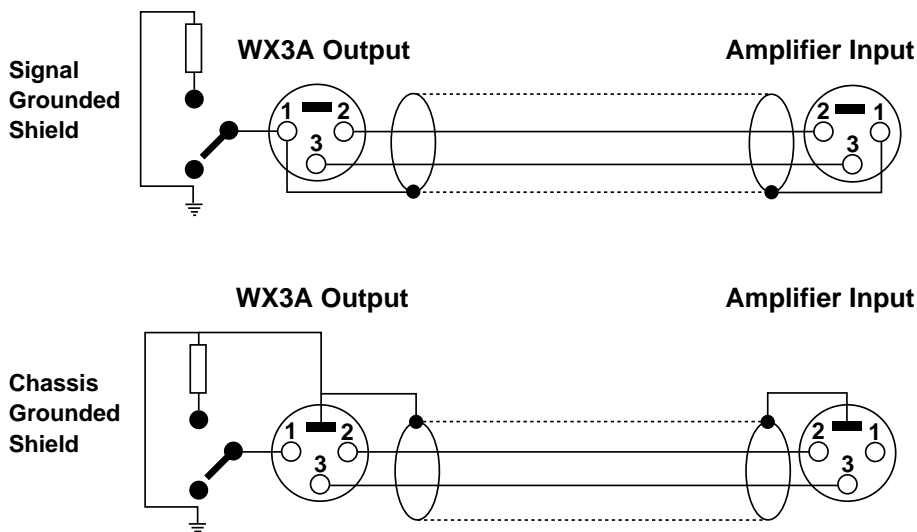 WX3A Output
Amplifier Input
Signal
Grounded
Shield
1
2
3
2
1
3
WX3A Output
Amplifier Input
Chassis
Grounded
Shield
1
2
3
2
1
3